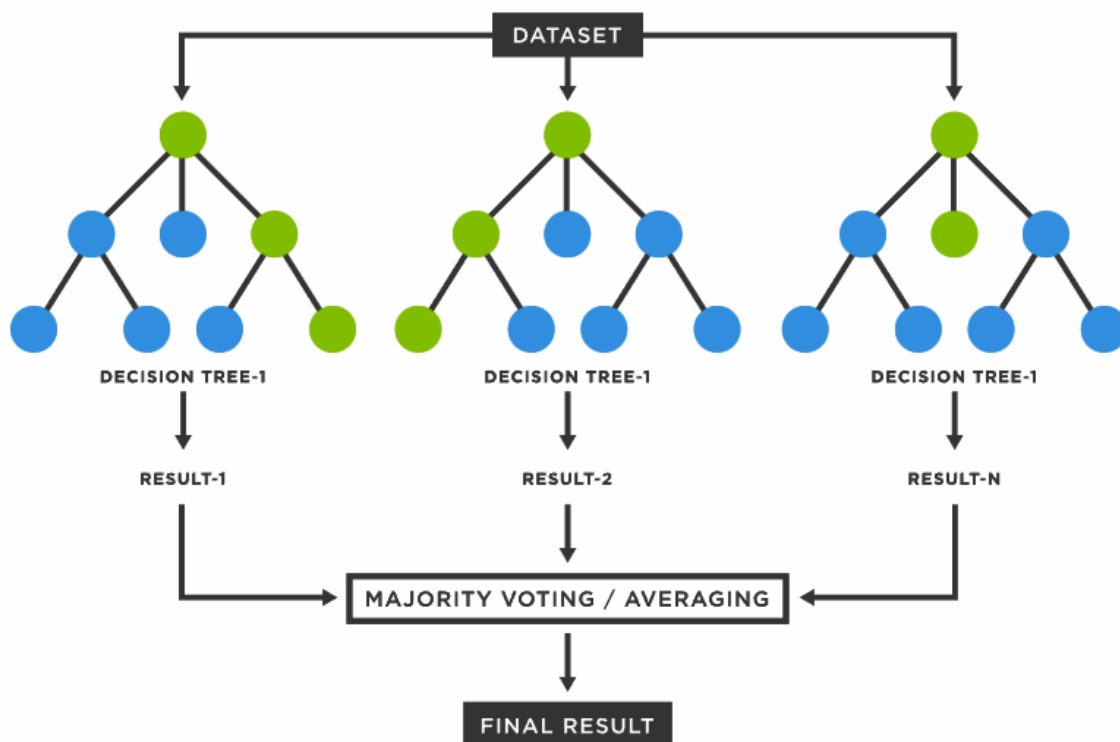 DATASET
DECISION TREE-1
DECISION TREE-1
DECISION TREE-1
RESULT-1
RESULT-2
RESULT-N
MAJORITY VOTING / AVERAGING
FINAL RESULT